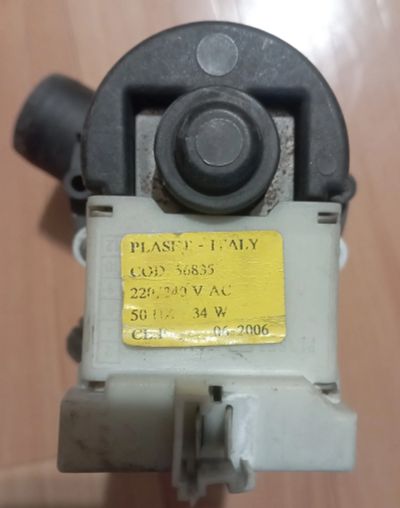 PLASET - ITALY
COD 56835
220/240 V AC
50 Hz 34 W
06-2006